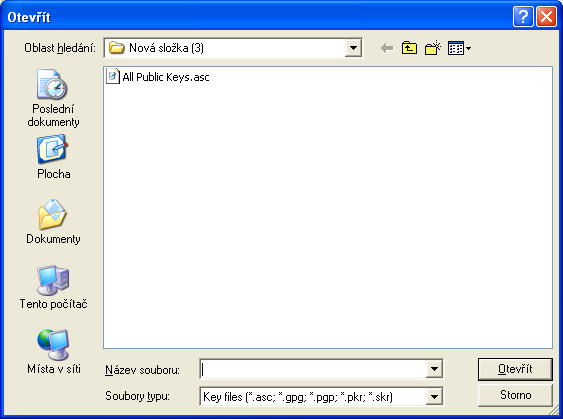 Otevřít
Oblast hledání: Nová složka (3)
All Public Keys.asc
Poslední
dokumenty
Plocha
Dokumenty
Tento počítač
Místa v síti
Název souboru:
Otevřít
Soubory typu: Key files (*.asc; *.gpg; *.pgp; *.pkr; *.skr)
Storno